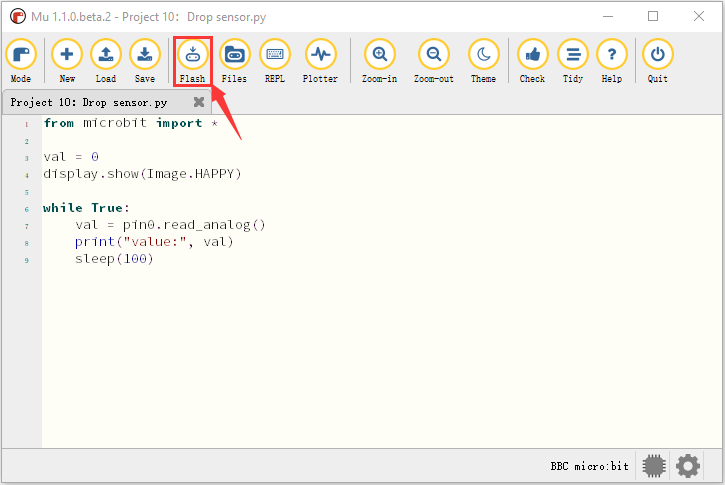 Mu 1.1.0.beta.2 - Project 10：Drop sensor.py
Mode New Load Save Flash Files REPL Plotter Zoom-in Zoom-out Theme Check Tidy Help Quit
Project 10：Drop sensor.py
1 from microbit import *
2
3 val = 0
4 display.show(Image.HAPPY)
5
6 while True:
7     val = pin0.read_analog()
8     print("value:", val)
9     sleep(100)
BBC micro:bit